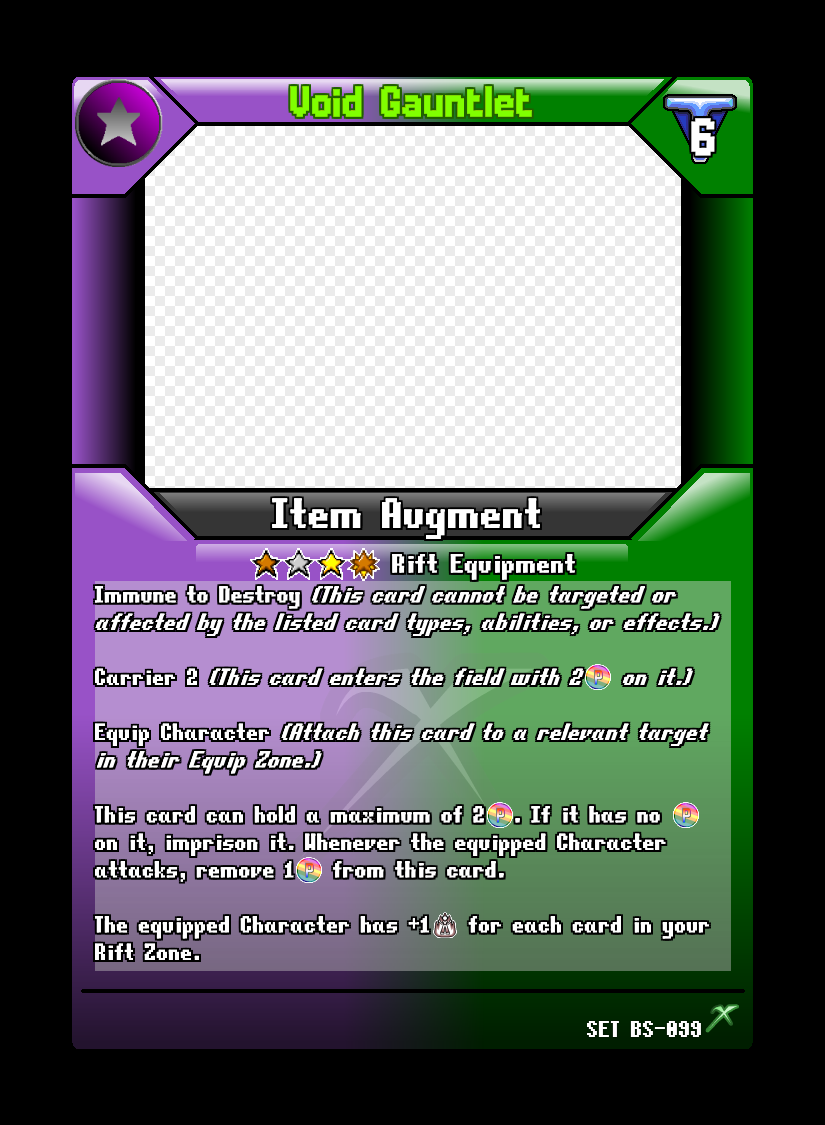 Void Gauntlet
6
Item Augment
Rift Equipment
Immune to Destroy (This card cannot be targeted or
affected by the listed card types, abilities, or effects.)
Carrier 2 (This card enters the field with 2 P on it.)
Equip Character (Attach this card to a relevant target
in their Equip Zone.)
This card can hold a maximum of 2 P. If it has no P
on it, imprison it. Whenever the equipped Character
attacks, remove 1 P from this card.
The equipped Character has +1 for each card in your
Rift Zone.
SET BS-099